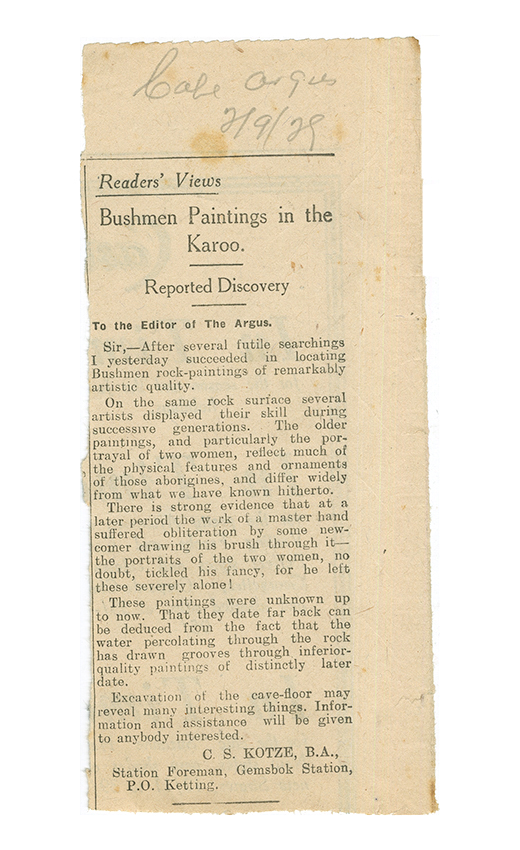 Cape Argus
2/9/29
Readers' Views
Bushmen Paintings in the
Karoo.
Reported Discovery
To the Editor of The Argus.
Sir,—After several futile searchings
I yesterday succeeded in locating
Bushmen rock-paintings of remarkably
artistic quality.
On the same rock surface several
artists displayed their skill during
successive generations. The older
paintings, and particularly the por-
trayal of two women, reflect much of
the physical features and ornaments
of those aborigines, and differ widely
from what we have known hitherto.
There is strong evidence that at a
later period the work of a master hand
suffered obliteration by some new-
comer drawing his brush through it—
the portraits of the two women, no
doubt, tickled his fancy, for he left
these severely alone!
These paintings were unknown up
to now. That they date far back can
be deduced from the fact that the
water percolating through the rock
has drawn grooves through inferior-
quality paintings of distinctly later
date.
Excavation of the cave-floor may
reveal many interesting things. Infor-
mation and assistance will be given
to anybody interested.
C. S. KOTZE, B.A.,
Station Foreman, Gemsbok Station,
P.O. Ketting.